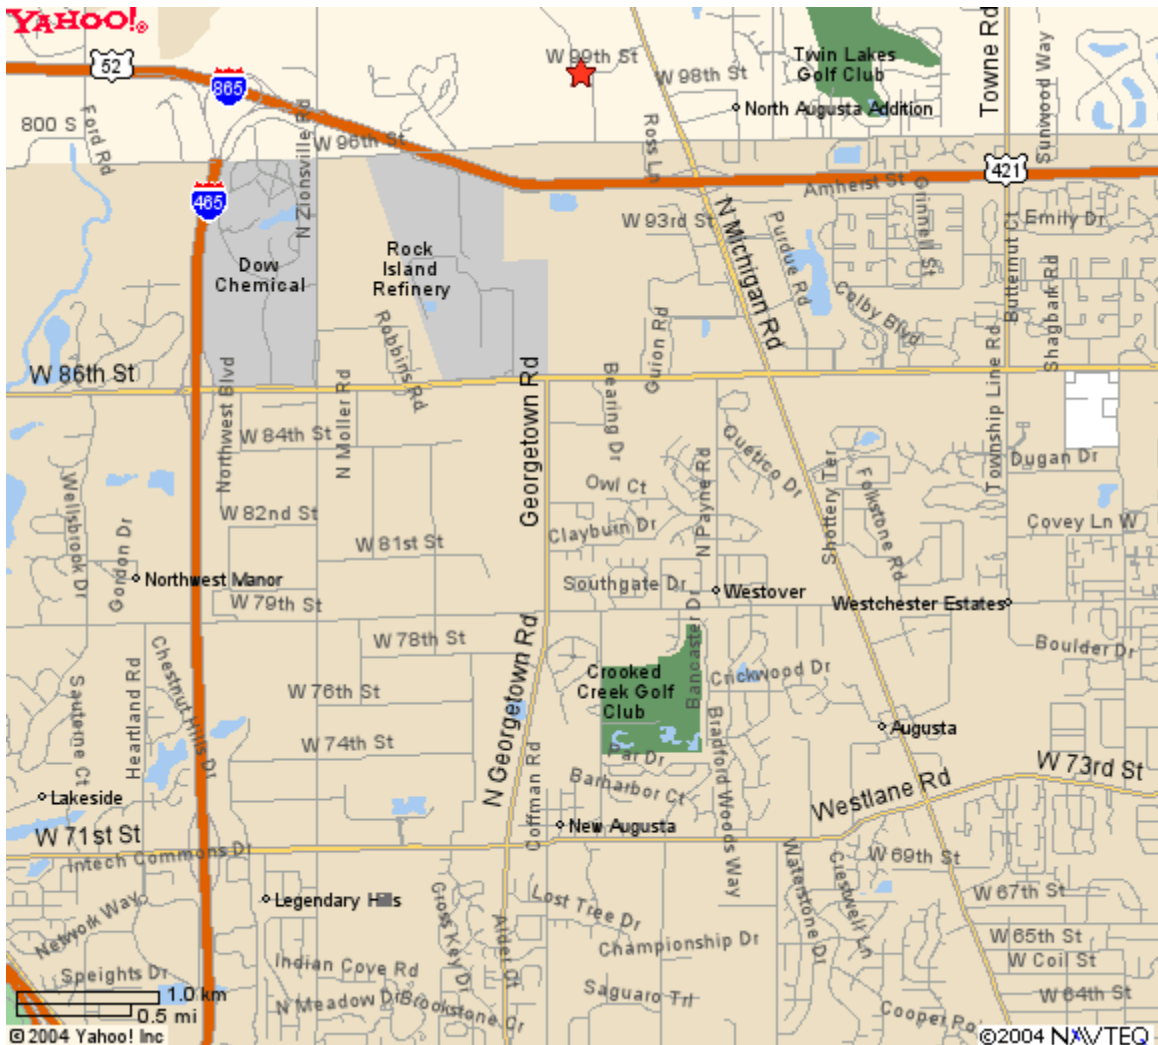 YAHOO!®
52
W 99th St
Twin Lakes
Golf Club
Towne Rd
Sunwood Way
865
W 98th St
North Augusta Addition
800 S
Ford Rd
N Zionsville Rd
W 96th St
Ross Ln
421
465
Amherst St
Grinnell St
W 93rd St
N Michigan Rd
Purdue Rd
Butternut Ct
Emily Dr
Dow
Chemical
Rock
Island
Refinery
Colby Blvd
Shagbark Rd
Robbins Rd
Guion Rd
W 86th St
Northwest Blvd
N Moller Rd
Georgetown Rd
Bearing Dr
Township Line Rd
W 84th St
Quetico Dr
Dugan Dr
Wellsbrook Dr
Owl Ct
N Payne Rd
Shottery Ter
Folkstone Rd
W 82nd St
Clayburn Dr
Covey Ln W
Gordon Dr
W 81st St
Northwest Manor
Southgate Dr
Westover
W 79th St
Westchester Estates
W 78th St
N Georgetown Rd
Bancaster Dr
Boulder Dr
Chestnut Hills Dr
Heartland Rd
Sauterne Ct
W 76th St
Crooked
Creek Golf
Club
Crickwood Dr
W 74th St
Bradford Woods Way
Augusta
Par Dr
Coffman Rd
Barharbor Ct
W 73rd St
Westlane Rd
Lakeside
W 71st St
New Augusta
Intech Commons Dr
W 69th St
Waterstone Dr
Crestwell Ln
W 67th St
Legendary Hills
Gross Key Dr
Alder Ct
Lost Tree Dr
Network Way
Championship Dr
W 65th St
W Coil St
Speights Dr
Indian Cove Rd
N Meadow Dr
Brookstone Cr
Saguaro Trl
W 64th St
Cooper
1.0 km
0.5 mi
©2004 Yahoo! Inc
©2004 NAVTEQ